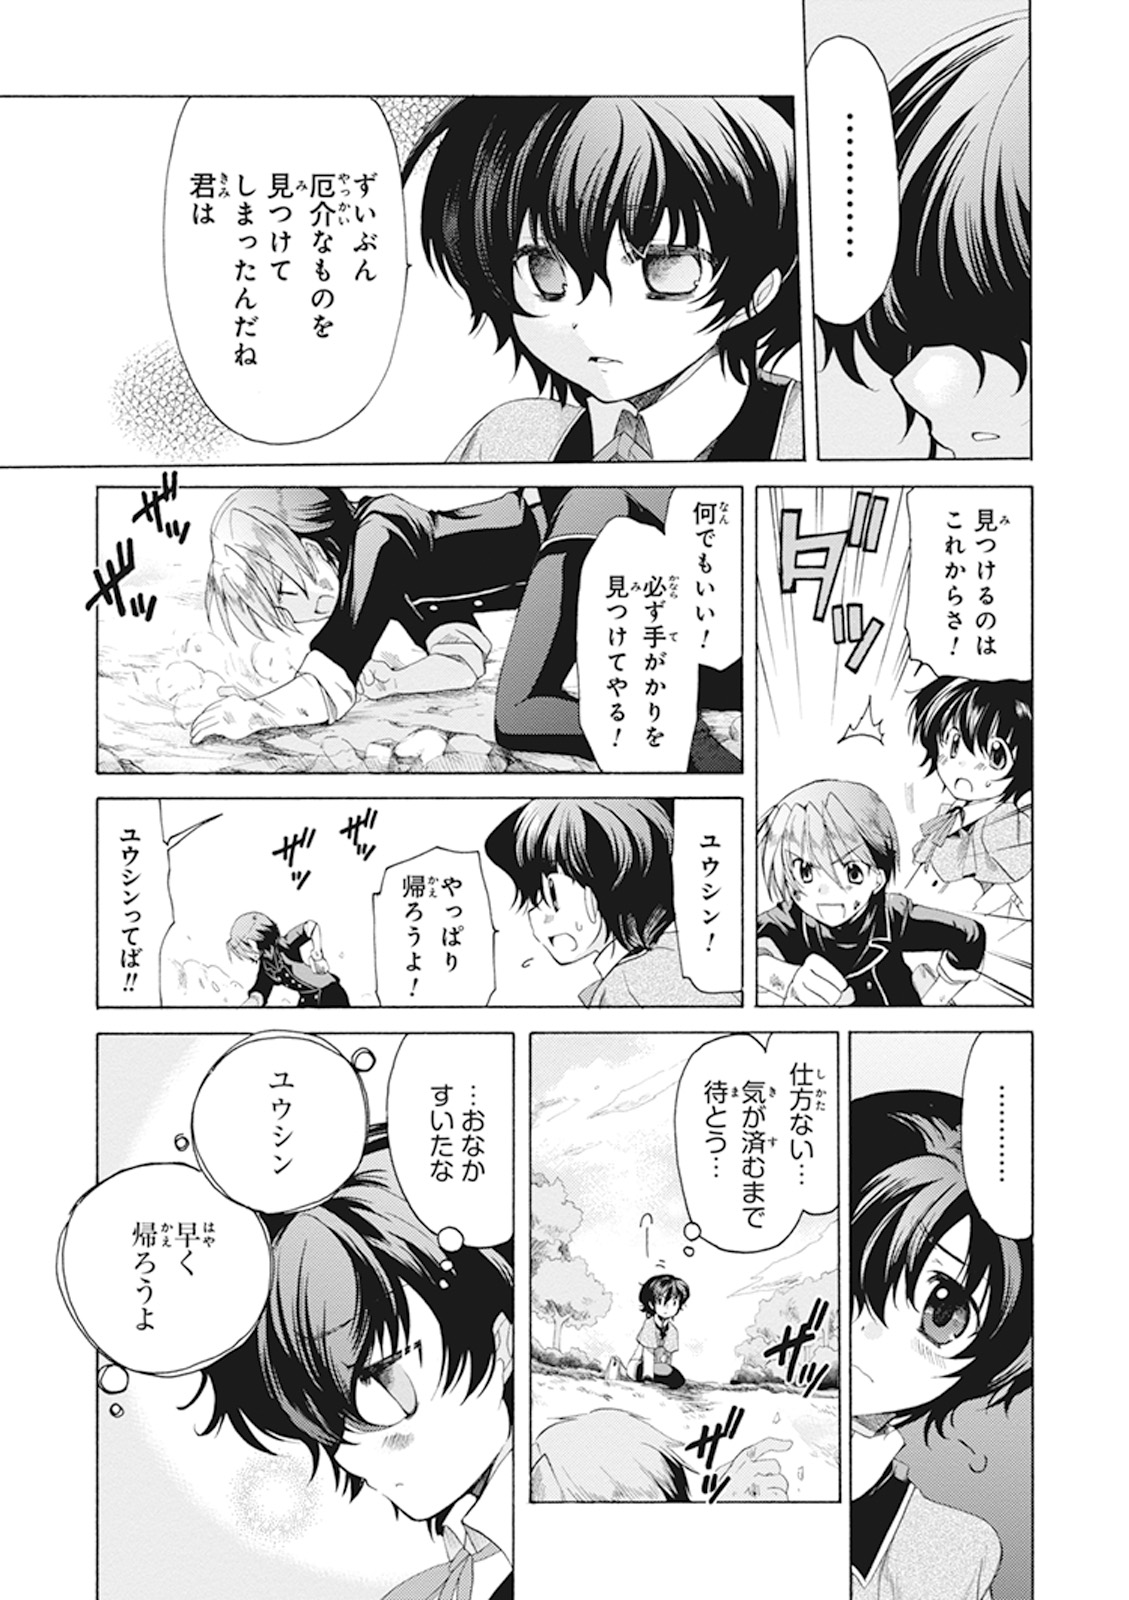 ………
ずいぶん
厄介なものを
見つけて
しまったんだね
君は
見つけるのは
これからさ！
ダッ
何でもいい！
必ず手がかりを
見つけてやる！
ザッ
ザッ
ユウシン！
やっぱり
帰ろうよ！
ザッ
ザッ
ユウシンってば!!
………
仕方ない…
気が済むまで
待とう…
ザッ
ザッ
…おなか
すいたな
ユウシン
早く
帰ろうよ